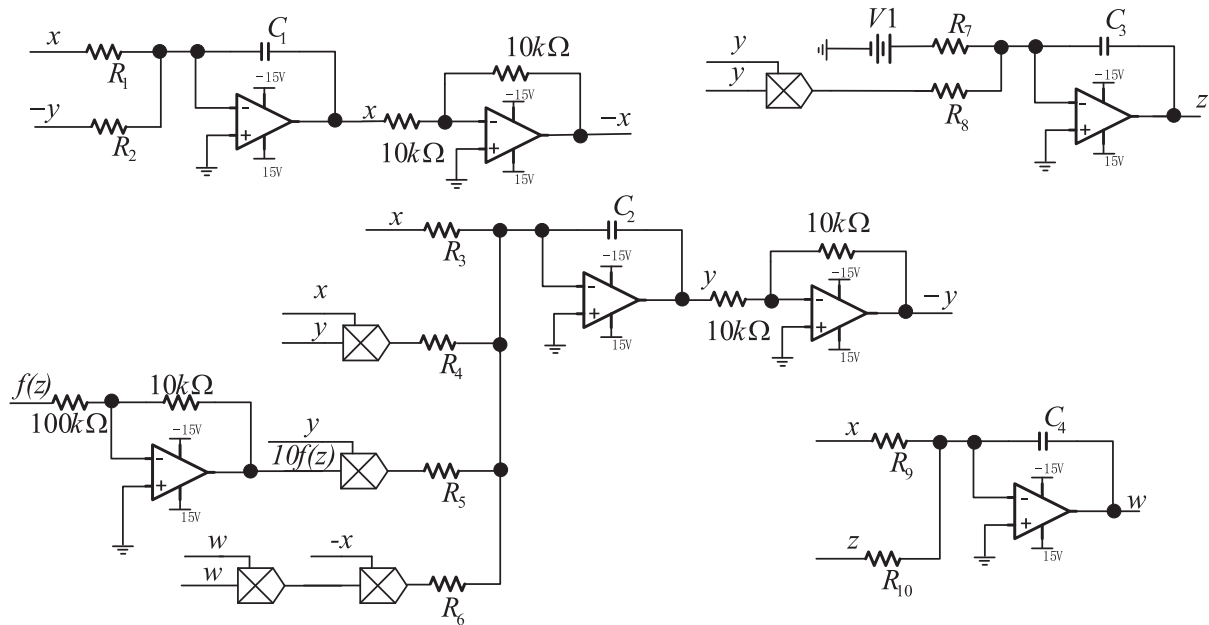 x
R1
−y
R2
C1
−15V
15V
x
10kΩ
10kΩ
−15V
15V
−x
V1
R7
y
y
R8
C3
−15V
15V
z
x
R3
x
y
R4
C2
−15V
15V
y
10kΩ
10kΩ
−15V
15V
−y
f(z)
100kΩ
10kΩ
−15V
15V
y
10f(z)
R5
w
w
-x
R6
x
R9
z
R10
C4
−15V
15V
w